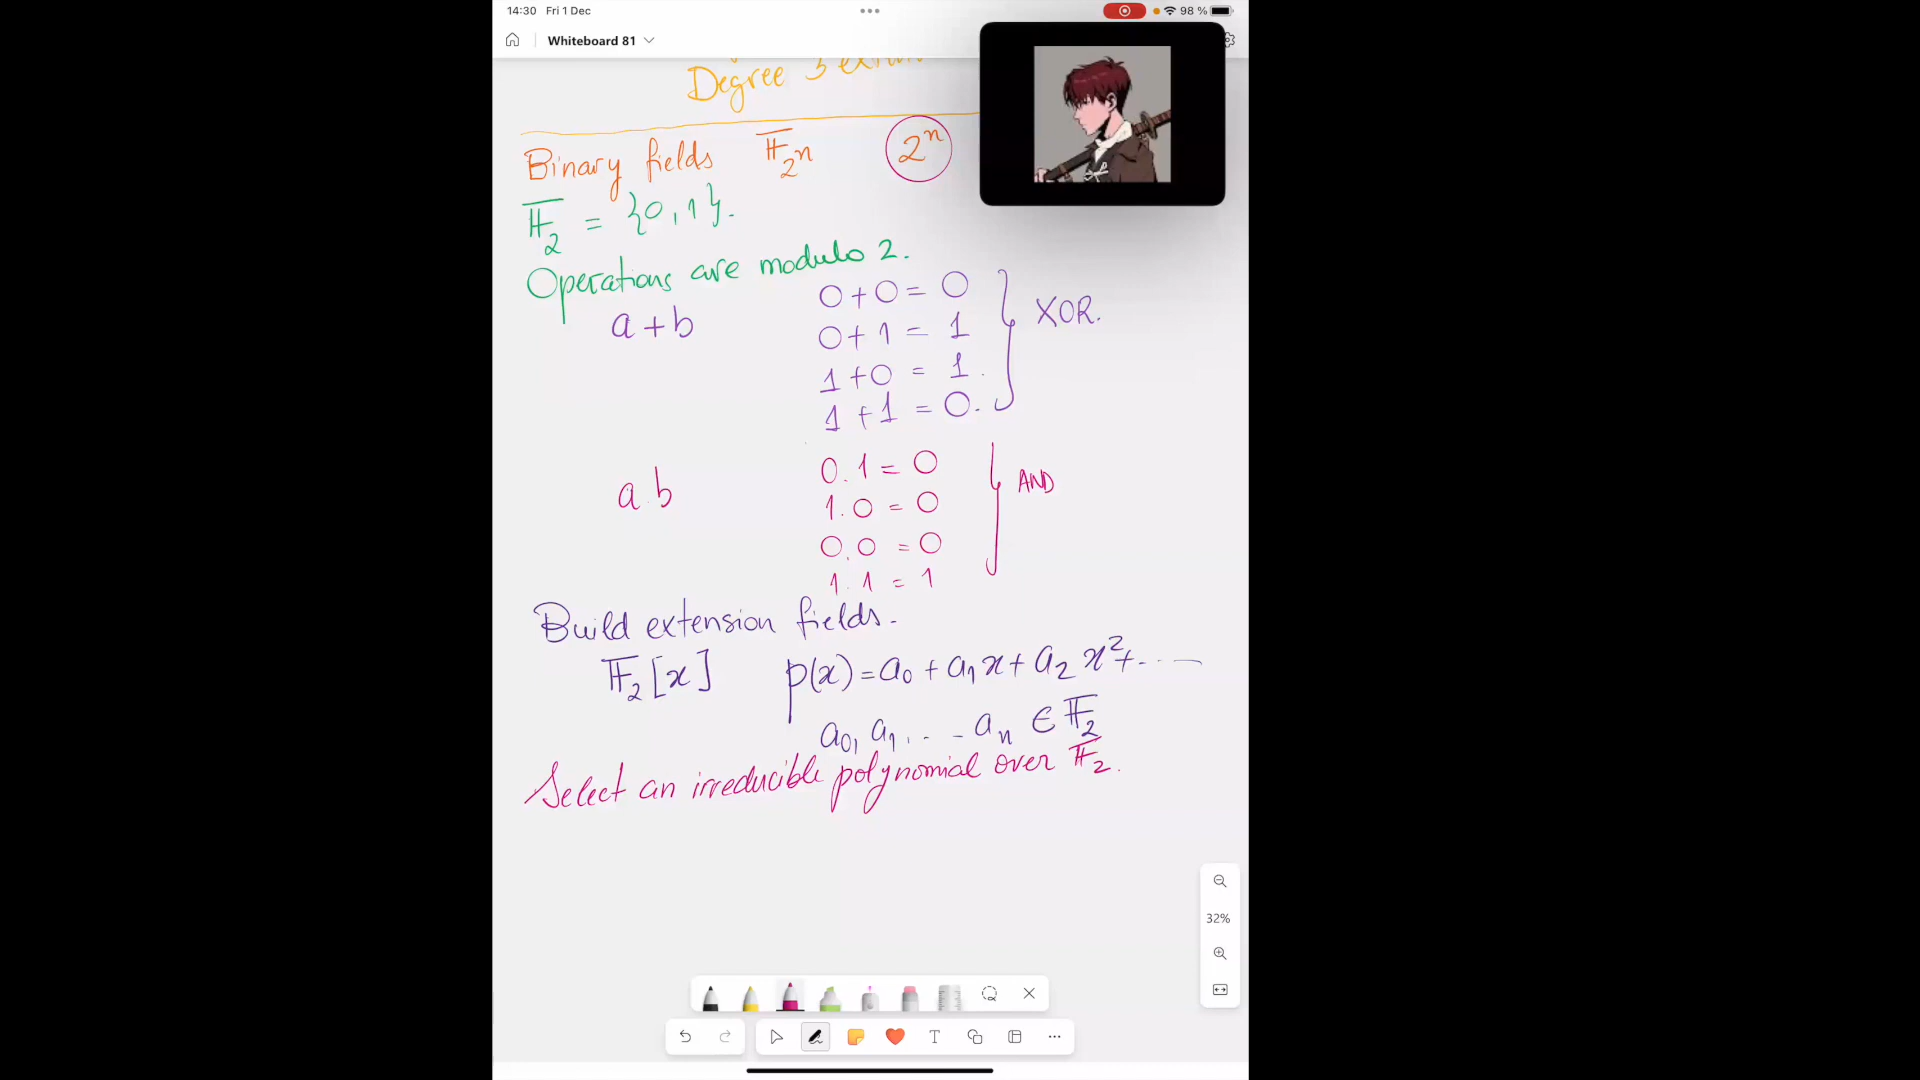 14:30 Fri 1 Dec
98 %
Whiteboard 81
Degree 3
Binary fields 𝔽₂ⁿ 2ⁿ
𝔽₂ = {0, 1}.
Operations are modulo 2.
a + b
0 + 0 = 0
0 + 1 = 1
1 + 0 = 1.
1 + 1 = 0.
XOR.
a . b
0 . 1 = 0
1 . 0 = 0
0 . 0 = 0
1 . 1 = 1
AND
Build extension fields.
𝔽₂[x] p(x) = a₀ + a₁x + a₂x² + ...
a₀, a₁, ... aₙ ∈ 𝔽₂
Select an irreducible polynomial over 𝔽₂.
32%
T